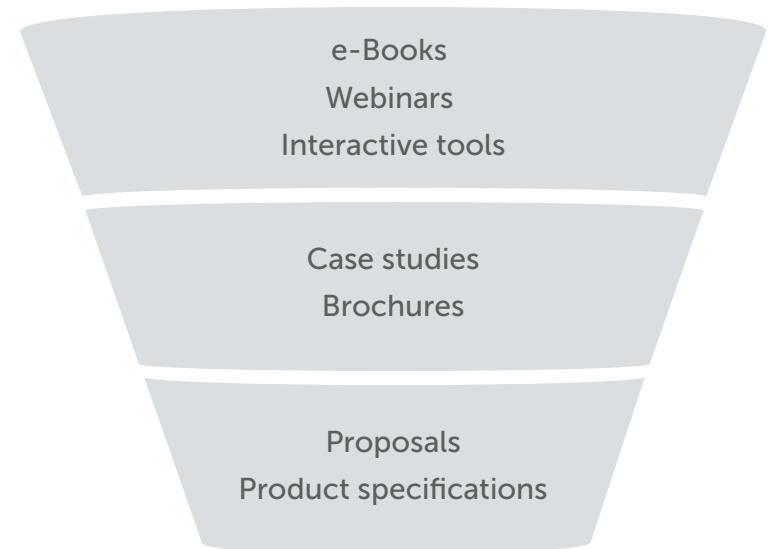 e-Books
Webinars
Interactive tools
Case studies
Brochures
Proposals
Product specifications